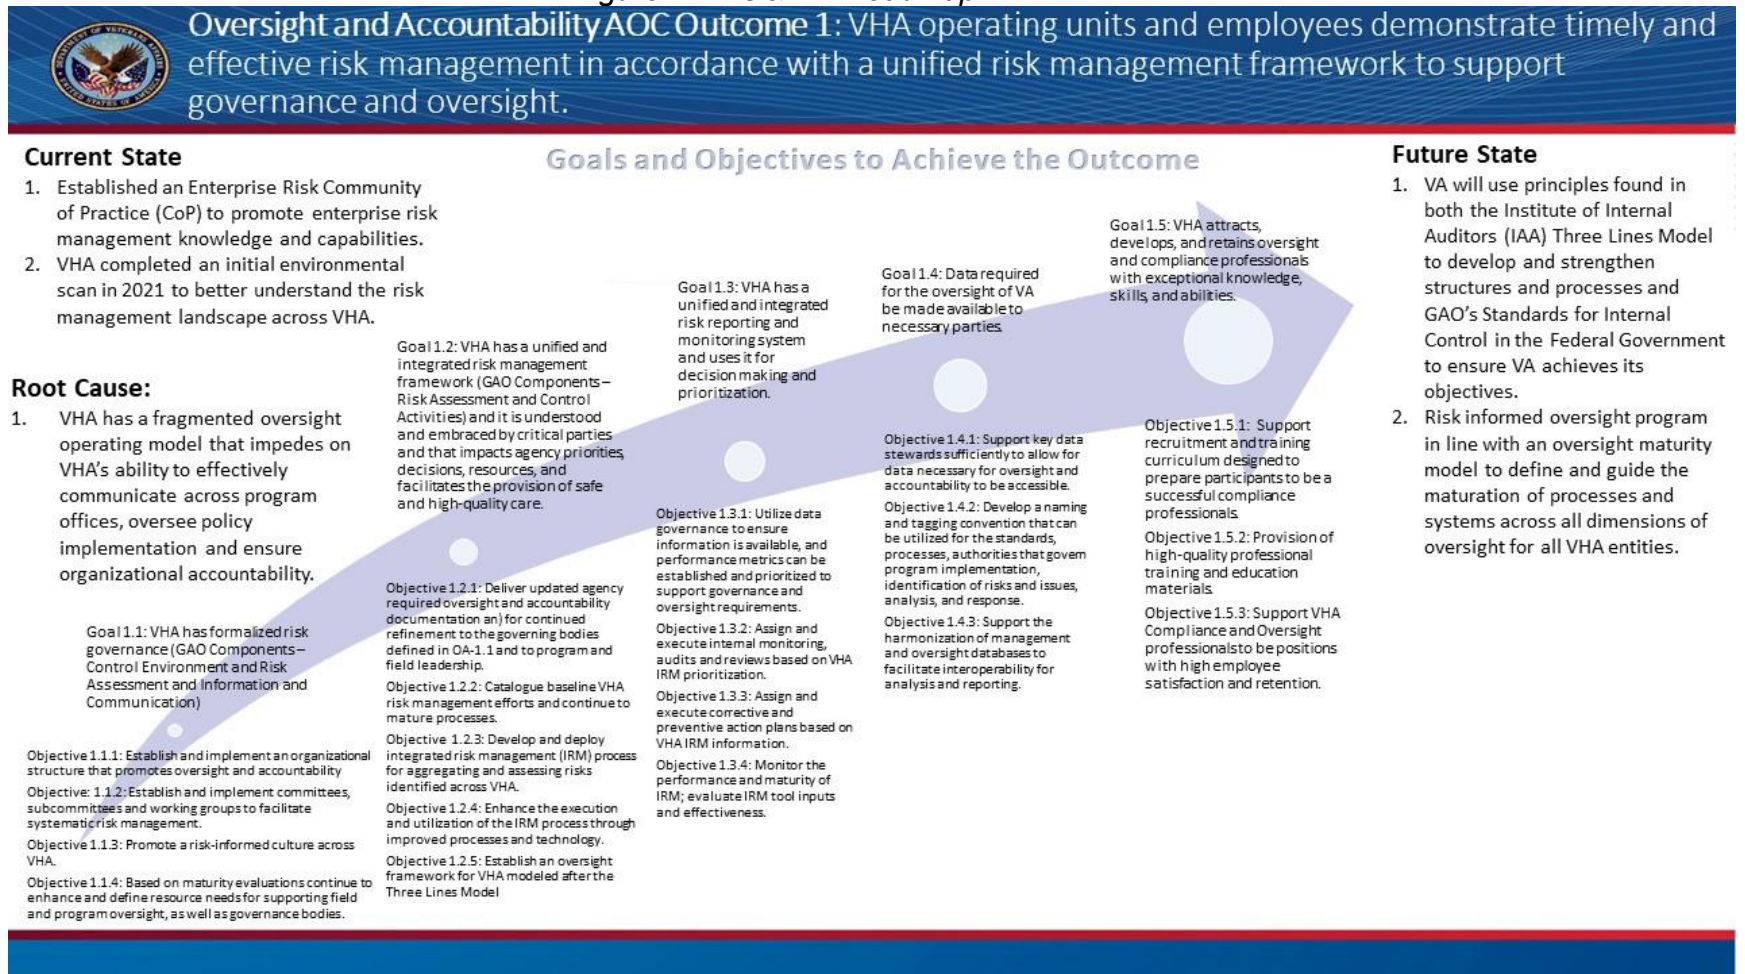 Oversight and Accountability AOC Outcome 1: VHA operating units and employees demonstrate timely and
effective risk management in accordance with a unified risk management framework to support
governance and oversight.
Current State
1. Established an Enterprise Risk Community
of Practice (CoP) to promote enterprise risk
management knowledge and capabilities.
2. VHA completed an initial environmental
scan in 2021 to better understand the risk
management landscape across VHA.
Root Cause:
1. VHA has a fragmented oversight
operating model that impedes on
VHA's ability to effectively
communicate across program
offices, oversee policy
implementation and ensure
organizational accountability.
Goals and Objectives to Achieve the Outcome
Goal 1.1: VHA has formalized risk
governance (GAO Components –
Control Environment and Risk
Assessment and Information and
Communication)
Objective 1.1.1: Establish and implement an organizational
structure that promotes oversight and accountability
Objective: 1.1.2: Establish and implement committees,
subcommittees and working groups to facilitate
systematic risk management.
Objective 1.1.3: Promote a risk-informed culture across
VHA.
Objective 1.1.4: Based on maturity evaluations continue to
enhance and define resource needs for supporting field
and program oversight, as well as governance bodies.
Goal 1.2: VHA has a unified and
integrated risk management
framework (GAO Components –
Risk Assessment and Control
Activities) and it is understood
and embraced by critical parties
and that impacts agency priorities,
decisions, resources, and
facilitates the provision of safe
and high-quality care.
Objective 1.2.1: Deliver updated agency
required oversight and accountability
documentation an) for continued
refinement to the governing bodies
defined in OA-1.1 and to program and
field leadership.
Objective 1.2.2: Catalogue baseline VHA
risk management efforts and continue to
mature processes.
Objective 1.2.3: Develop and deploy
integrated risk management (IRM) process
for aggregating and assessing risks
identified across VHA.
Objective 1.2.4: Enhance the execution
and utilization of the IRM process through
improved processes and technology.
Objective 1.2.5: Establish an oversight
framework for VHA modeled after the
Three Lines Model
Goal 1.3: VHA has a
unified and integrated
risk reporting and
monitoring system
and uses it for
decision making and
prioritization.
Objective 1.3.1: Utilize data
governance to ensure
information is available, and
performance metrics can be
established and prioritized to
support governance and
oversight requirements.
Objective 1.3.2: Assign and
execute internal monitoring,
audits and reviews based on VHA
IRM prioritization.
Objective 1.3.3: Assign and
execute corrective and
preventive action plans based on
VHA IRM information.
Objective 1.3.4: Monitor the
performance and maturity of
IRM; evaluate IRM tool inputs
and effectiveness.
Goal 1.4: Data required
for the oversight of VA
be made available to
necessary parties.
Objective 1.4.1: Support key data
stewards sufficiently to allow for
data necessary for oversight and
accountability to be accessible.
Objective 1.4.2: Develop a naming
and tagging convention that can
be utilized for the standards,
processes, authorities that govern
program implementation,
identification of risks and issues,
analysis, and response.
Objective 1.4.3: Support the
harmonization of management
and oversight databases to
facilitate interoperability for
analysis and reporting.
Goal 1.5: VHA attracts,
develops, and retains oversight
and compliance professionals
with exceptional knowledge,
skills, and abilities.
Objective 1.5.1: Support
recruitment and training
curriculum designed to
prepare participants to be a
successful compliance
professionals.
Objective 1.5.2: Provision of
high-quality professional
training and education
materials.
Objective 1.5.3: Support VHA
Compliance and Oversight
professionals to be positions
with high employee
satisfaction and retention.
Future State
1. VA will use principles found in
both the Institute of Internal
Auditors (IAA) Three Lines Model
to develop and strengthen
structures and processes and
GAO's Standards for Internal
Control in the Federal Government
to ensure VA achieves its
objectives.
2. Risk informed oversight program
in line with an oversight maturity
model to define and guide the
maturation of processes and
systems across all dimensions of
oversight for all VHA entities.